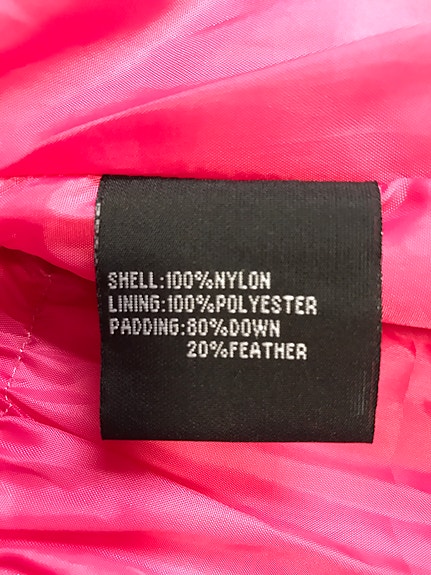 SHELL:100%NYLON
LINING:100%POLYESTER
PADDING:80%DOWN
20%FEATHER